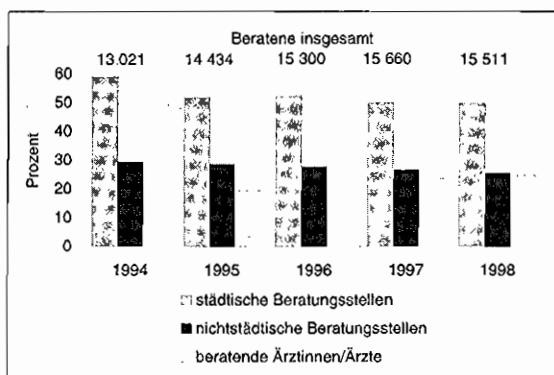 Beratene insgesamt
13 021 14 434 15 300 15 660 15 511
60
50
40
30
20
10
0
Prozent
1994 1995 1996 1997 1998
städtische Beratungsstellen
nichtstädtische Beratungsstellen
beratende Ärztinnen/Ärzte